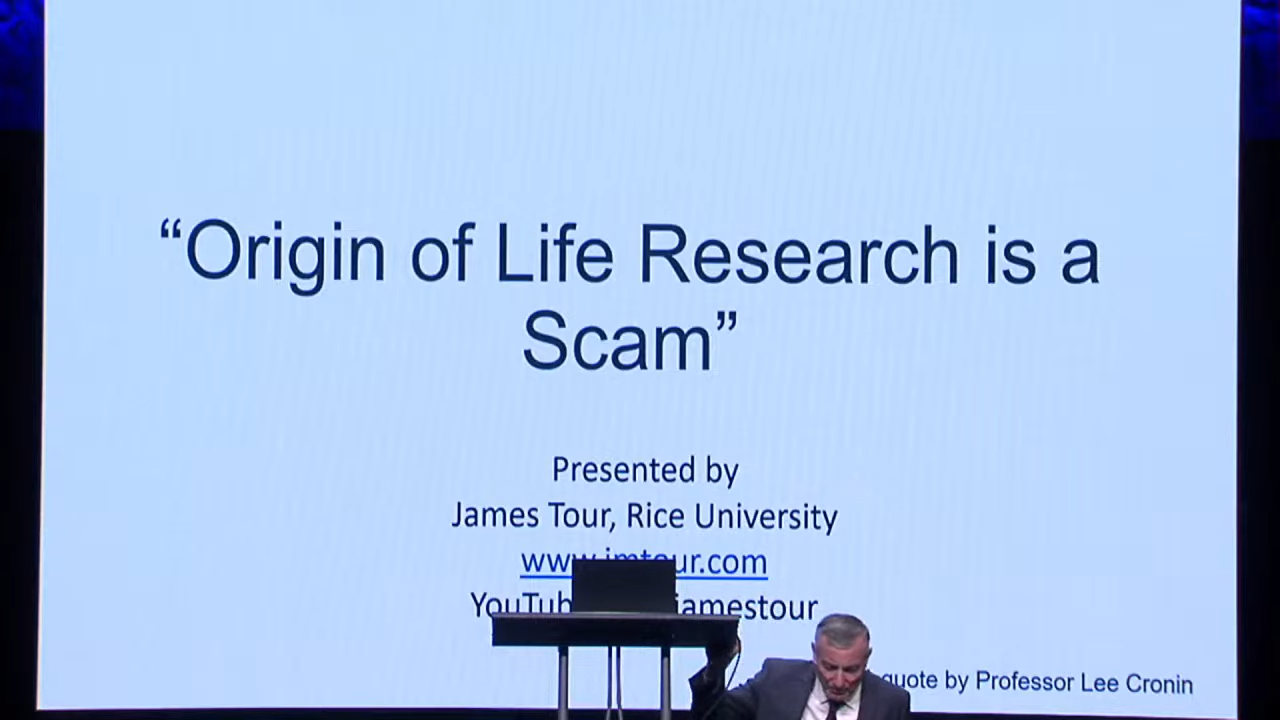 “Origin of Life Research is a
Scam”
Presented by
James Tour, Rice University
quote by Professor Lee Cronin